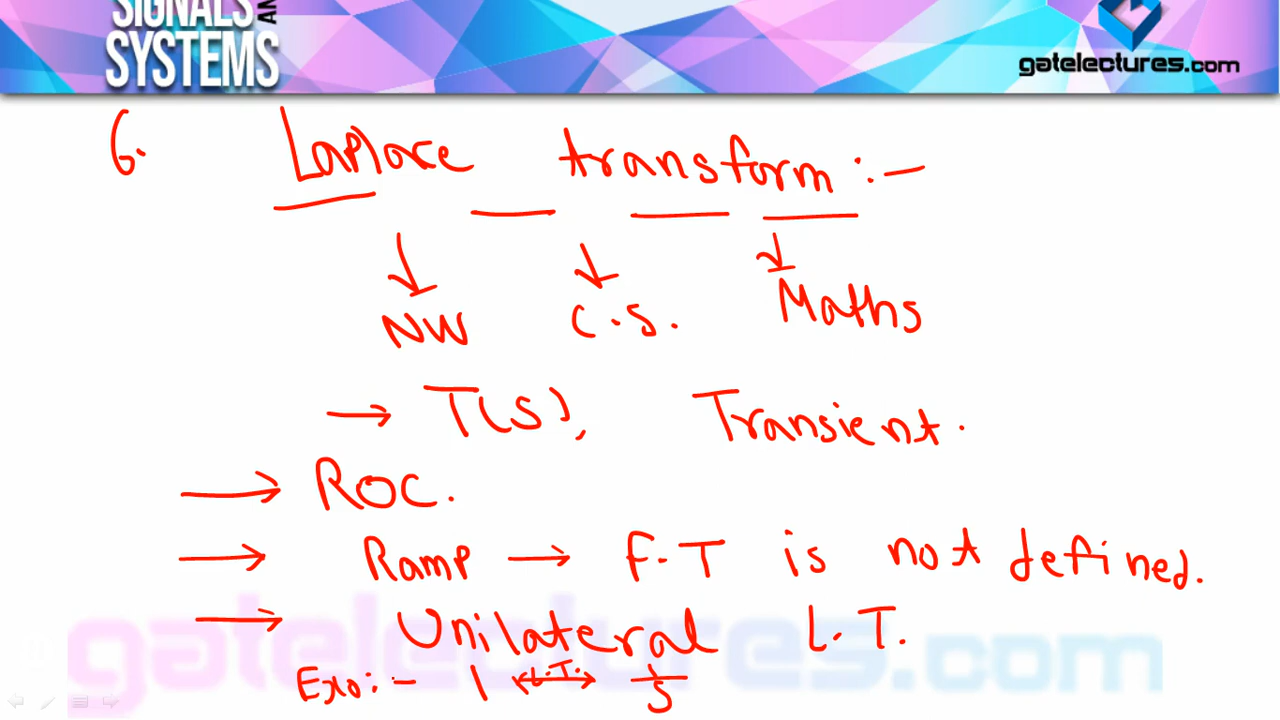 SIGNALS AND
SYSTEMS
gatelectures.com
6. Laplace transform :-
NW C.S. Maths
→ T(S), Transient.
→ ROC.
→ Ramp → F.T is not defined.
→ Unilateral L.T.
gatelectures.com
:- 1 ↔ L.T. 1/S